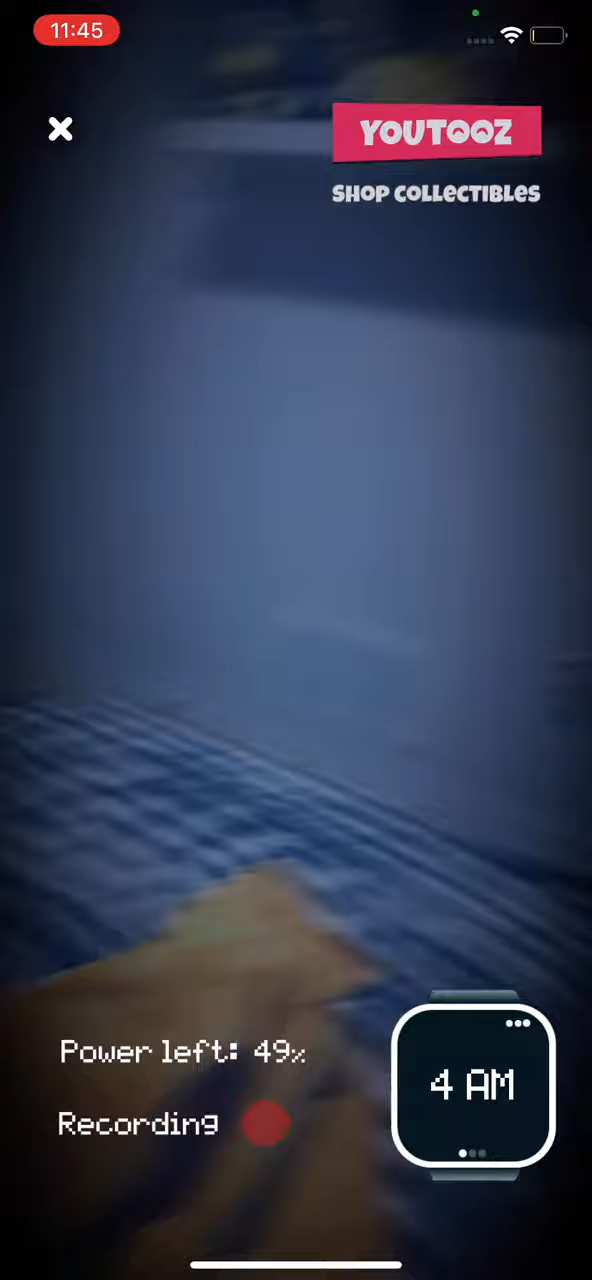 11:45
YOUTOOZ
SHOP COLLECTIBLES
Power left: 49%
Recording
4 AM